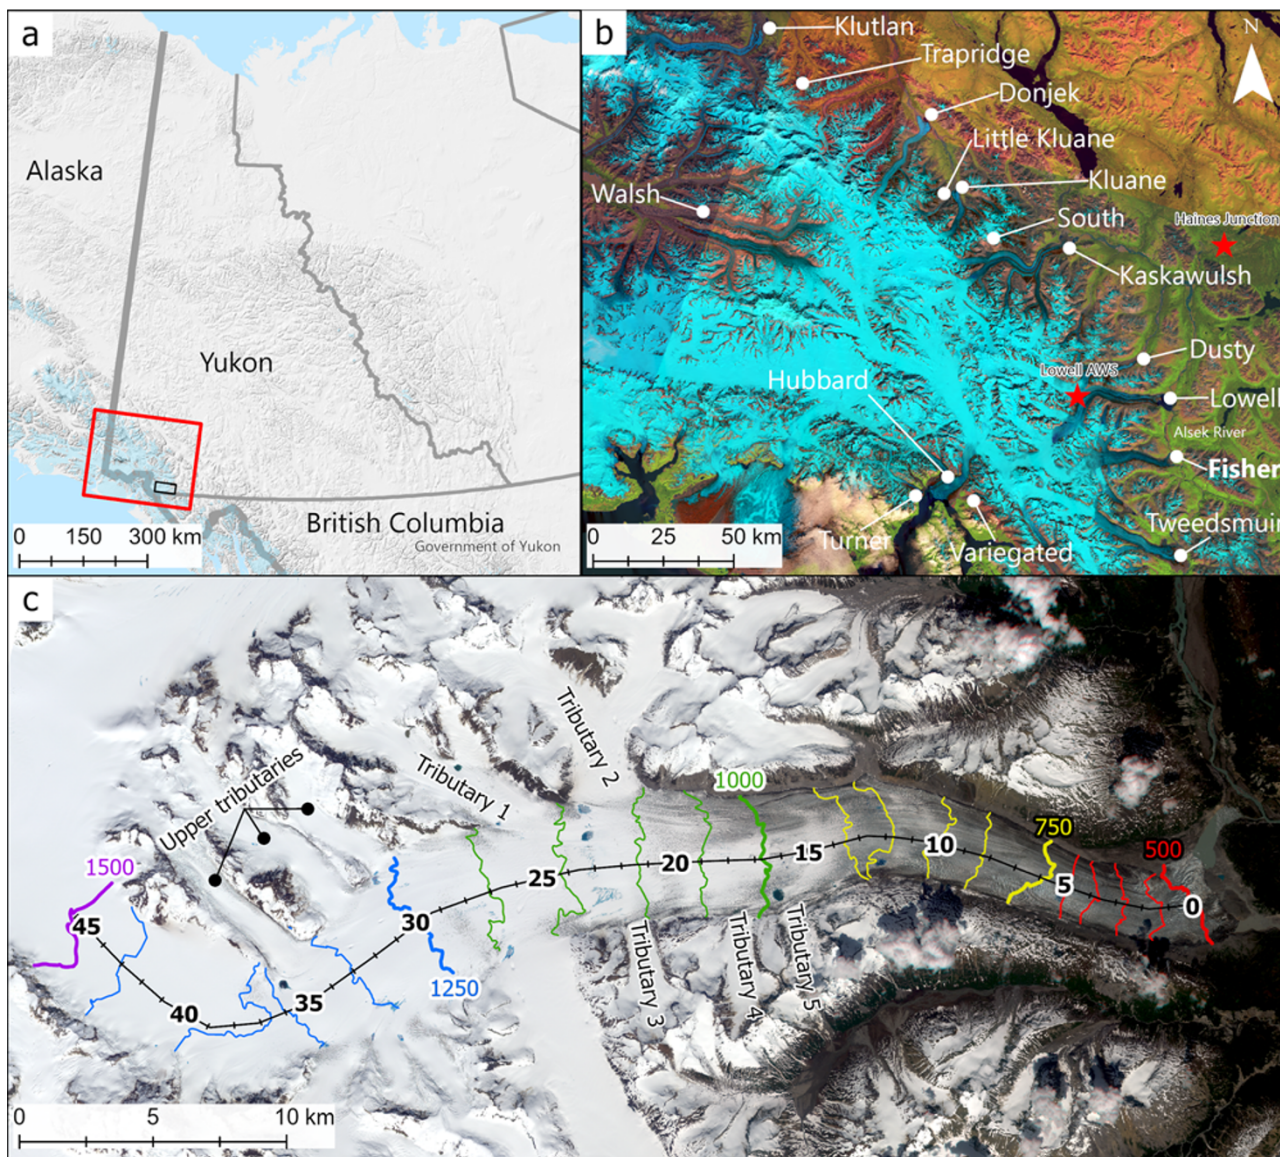 a
Alaska
Yukon
British Columbia
Government of Yukon
0 150 300 km
b
N
Klutlan
Trapridge
Donjek
Little Kluane
Kluane
Walsh
South
Haines Junction
Kaskawulsh
Dusty
Lowell AWS
Hubbard
Lowell
Alsek River
Fisher
Tweedsmuir
Turner
Variegated
0 25 50 km
c
Tributary 2
Tributary 1
Upper tributaries
1000
1500
750
500
45
40
35
30
25
20
15
10
5
0
1250
Tributary 3
Tributary 4
Tributary 5
0 5 10 km